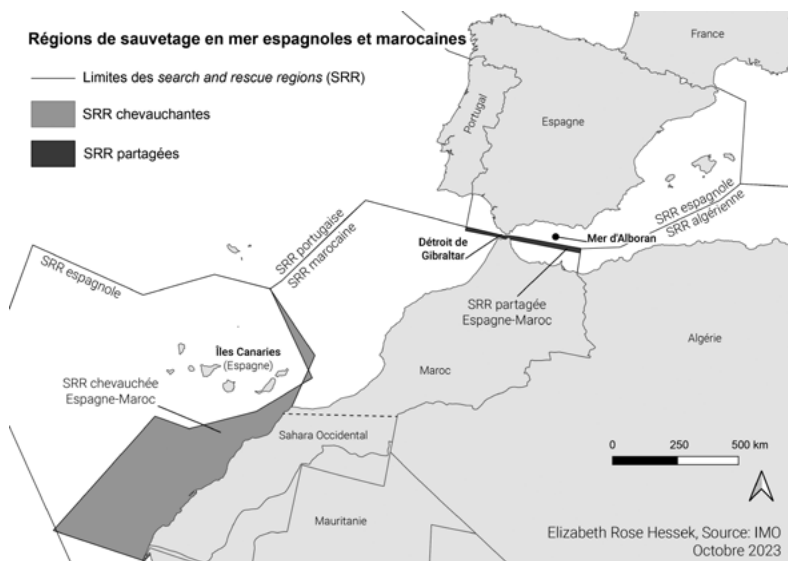 Régions de sauvetage en mer espagnoles et marocaines
Limites des search and rescue regions (SRR)
SRR chevauchantes
SRR partagées
France
Portugal
Espagne
SRR espagnole
SRR algérienne
Mer d'Alboran
Détroit de
Gibraltar
SRR portugaise
SRR marocaine
SRR espagnole
SRR partagée
Espagne-Maroc
Algérie
Îles Canaries
(Espagne)
Maroc
SRR chevauchée
Espagne-Maroc
Sahara Occidental
0 250 500 km
Mauritanie
Elizabeth Rose Hessek, Source: IMO
Octobre 2023